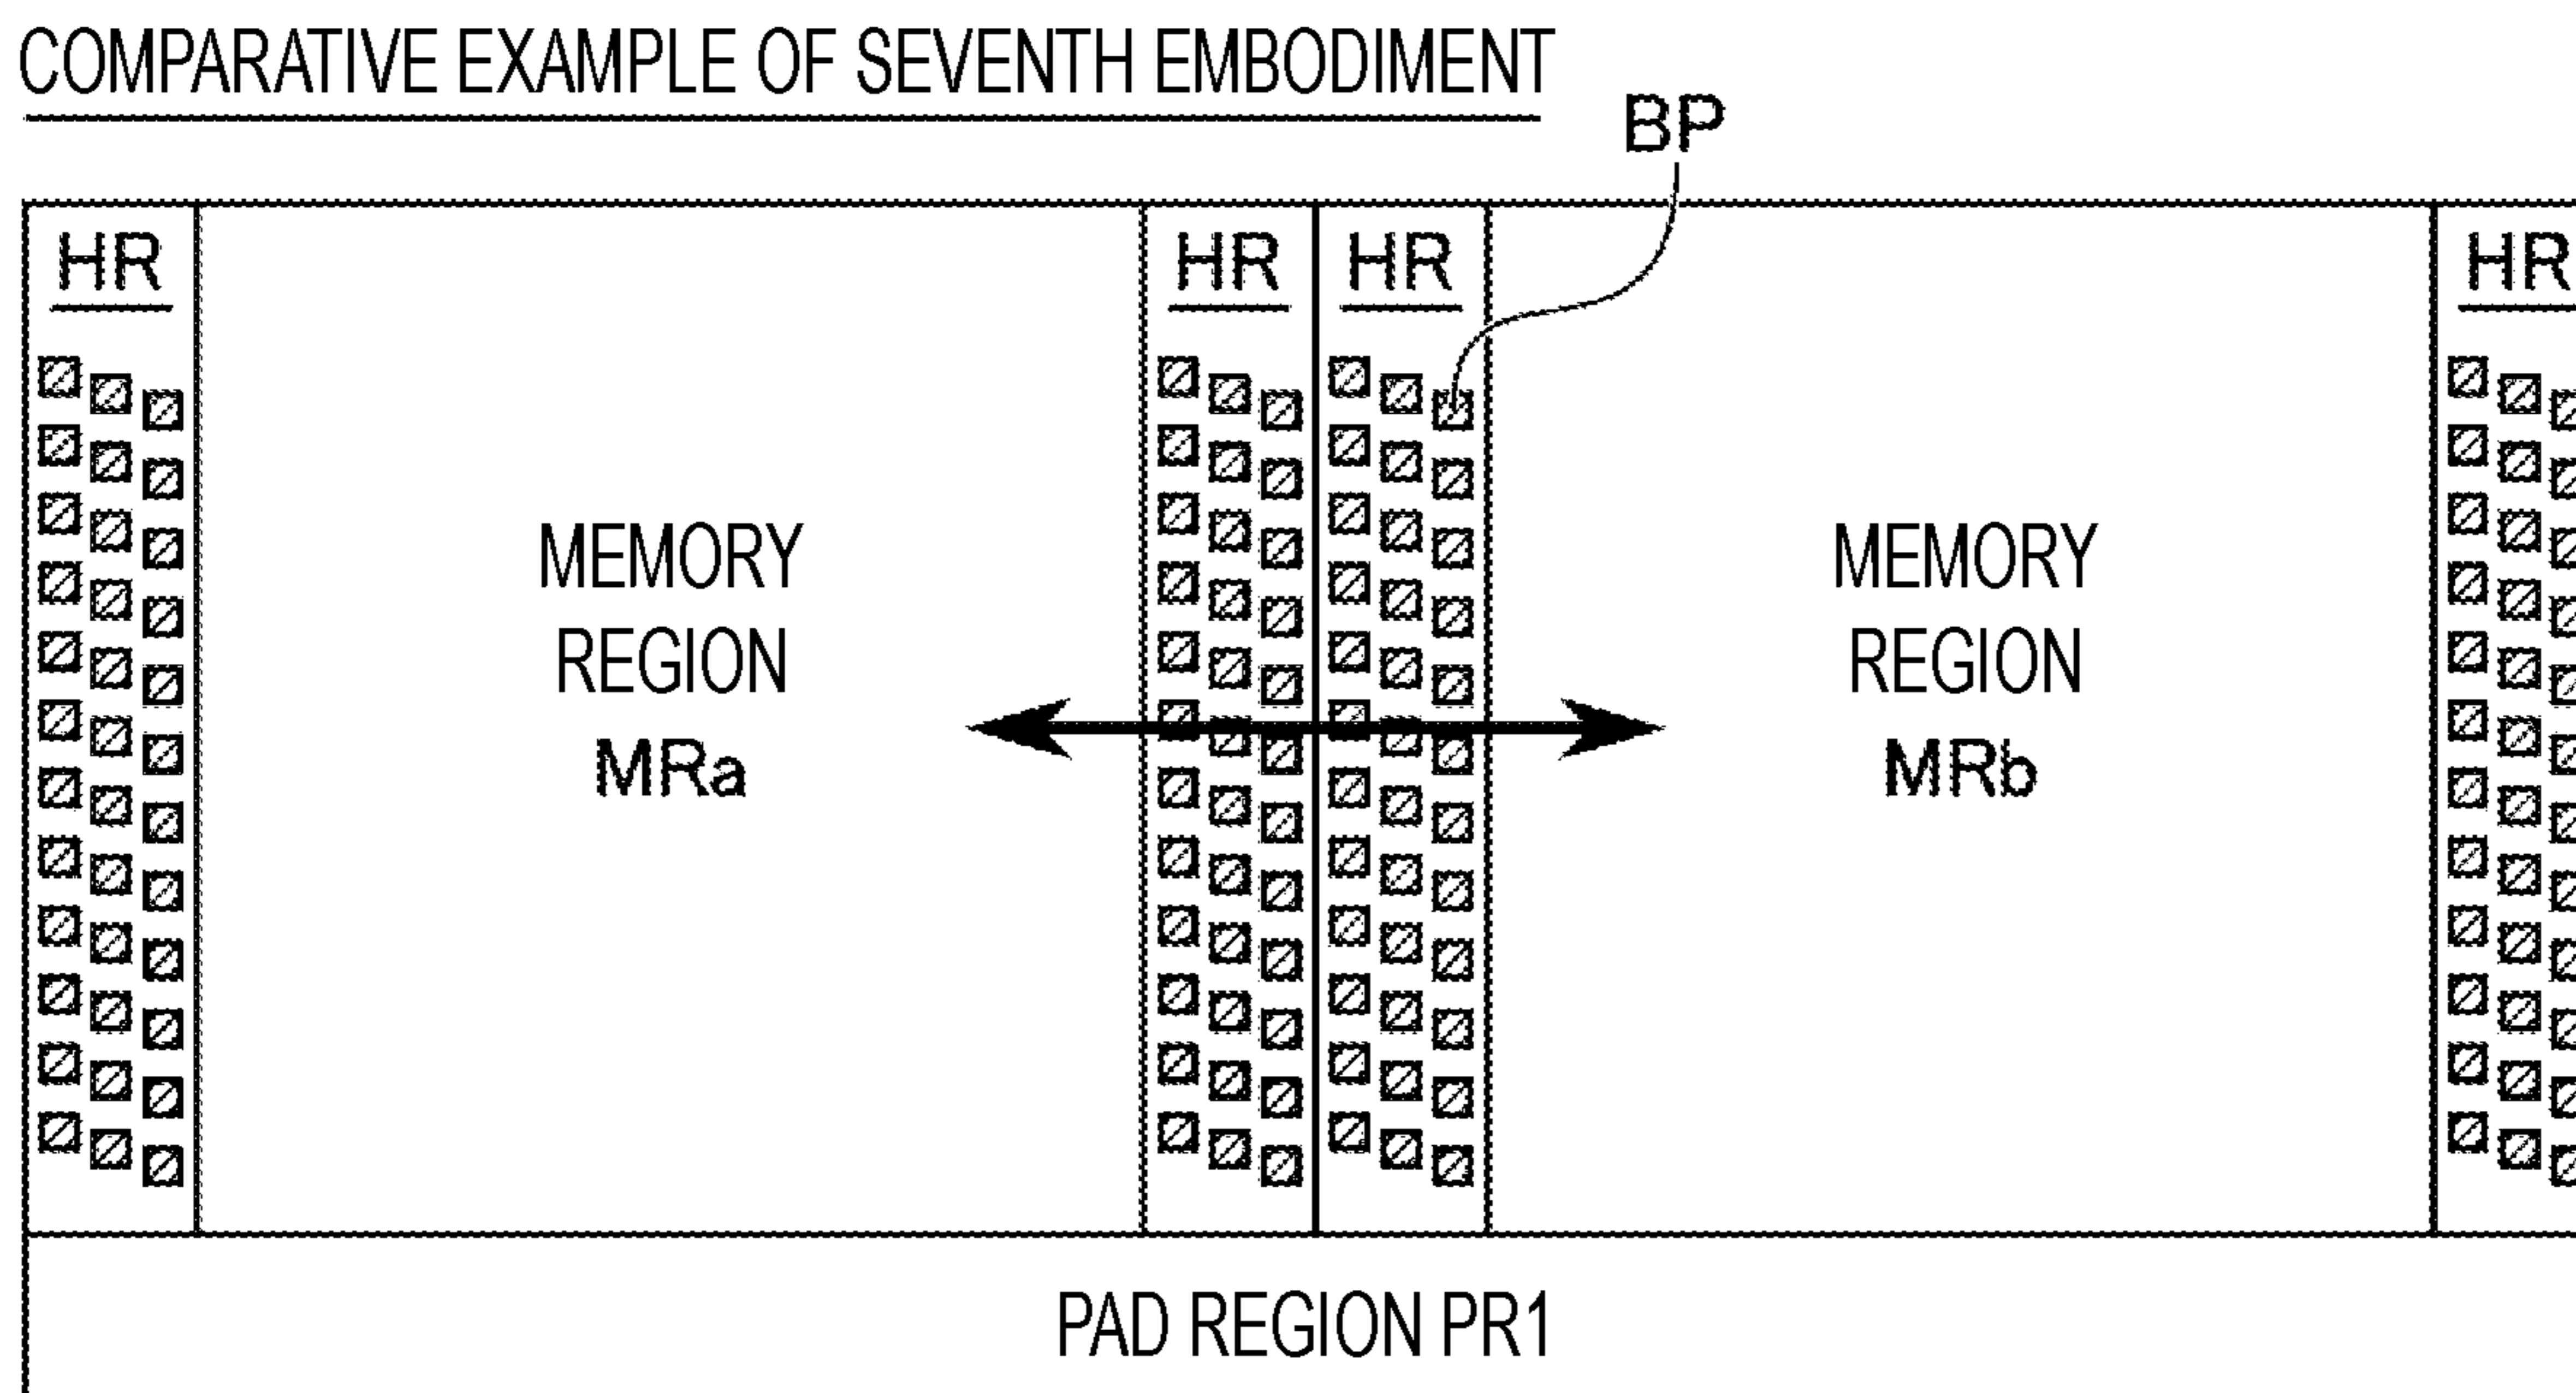 COMPARATIVE EXAMPLE OF SEVENTH EMBODIMENT
BP
HR HR HR HR
MEMORY
REGION
MRa
MEMORY
REGION
MRb
PAD REGION PR1